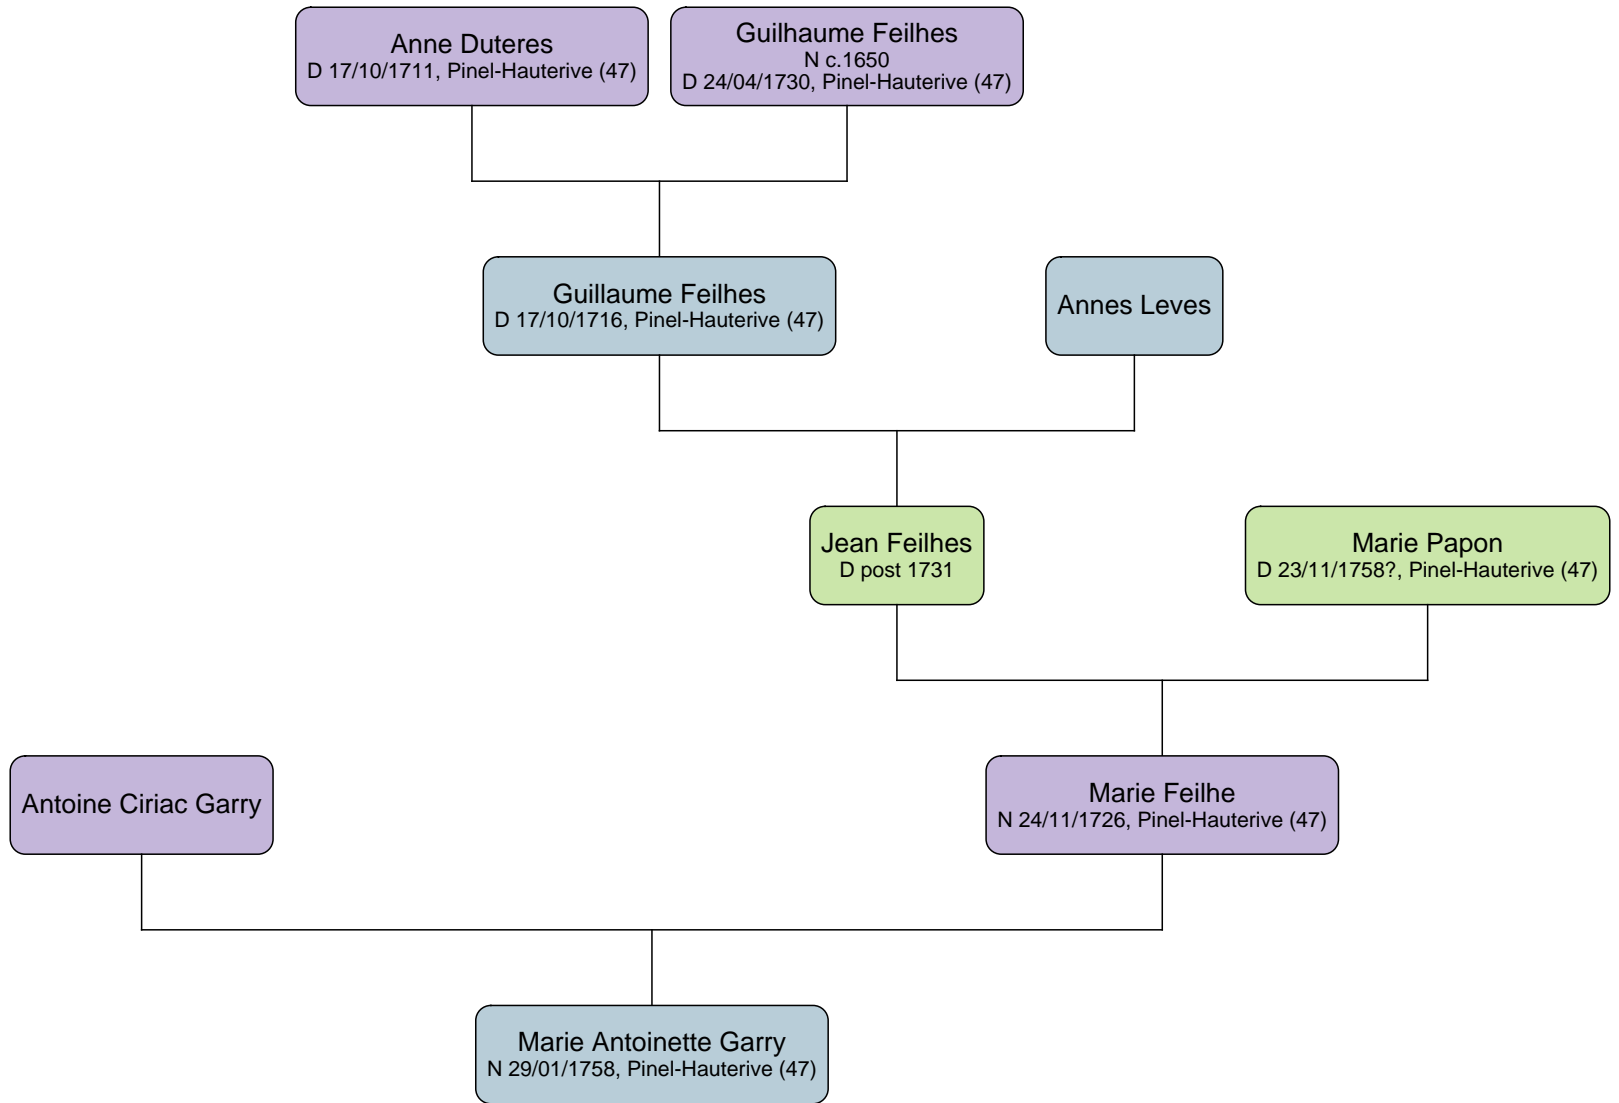 Anne Duteres
D 17/10/1711, Pinel-Hauterive (47)
Guilhaume Feilhes
N c.1650
D 24/04/1730, Pinel-Hauterive (47)
Guillaume Feilhes
D 17/10/1716, Pinel-Hauterive (47)
Annes Leves
Jean Feilhes
D post 1731
Marie Papon
D 23/11/1758?, Pinel-Hauterive (47)
Antoine Ciriac Garry
Marie Feilhe
N 24/11/1726, Pinel-Hauterive (47)
Marie Antoinette Garry
N 29/01/1758, Pinel-Hauterive (47)